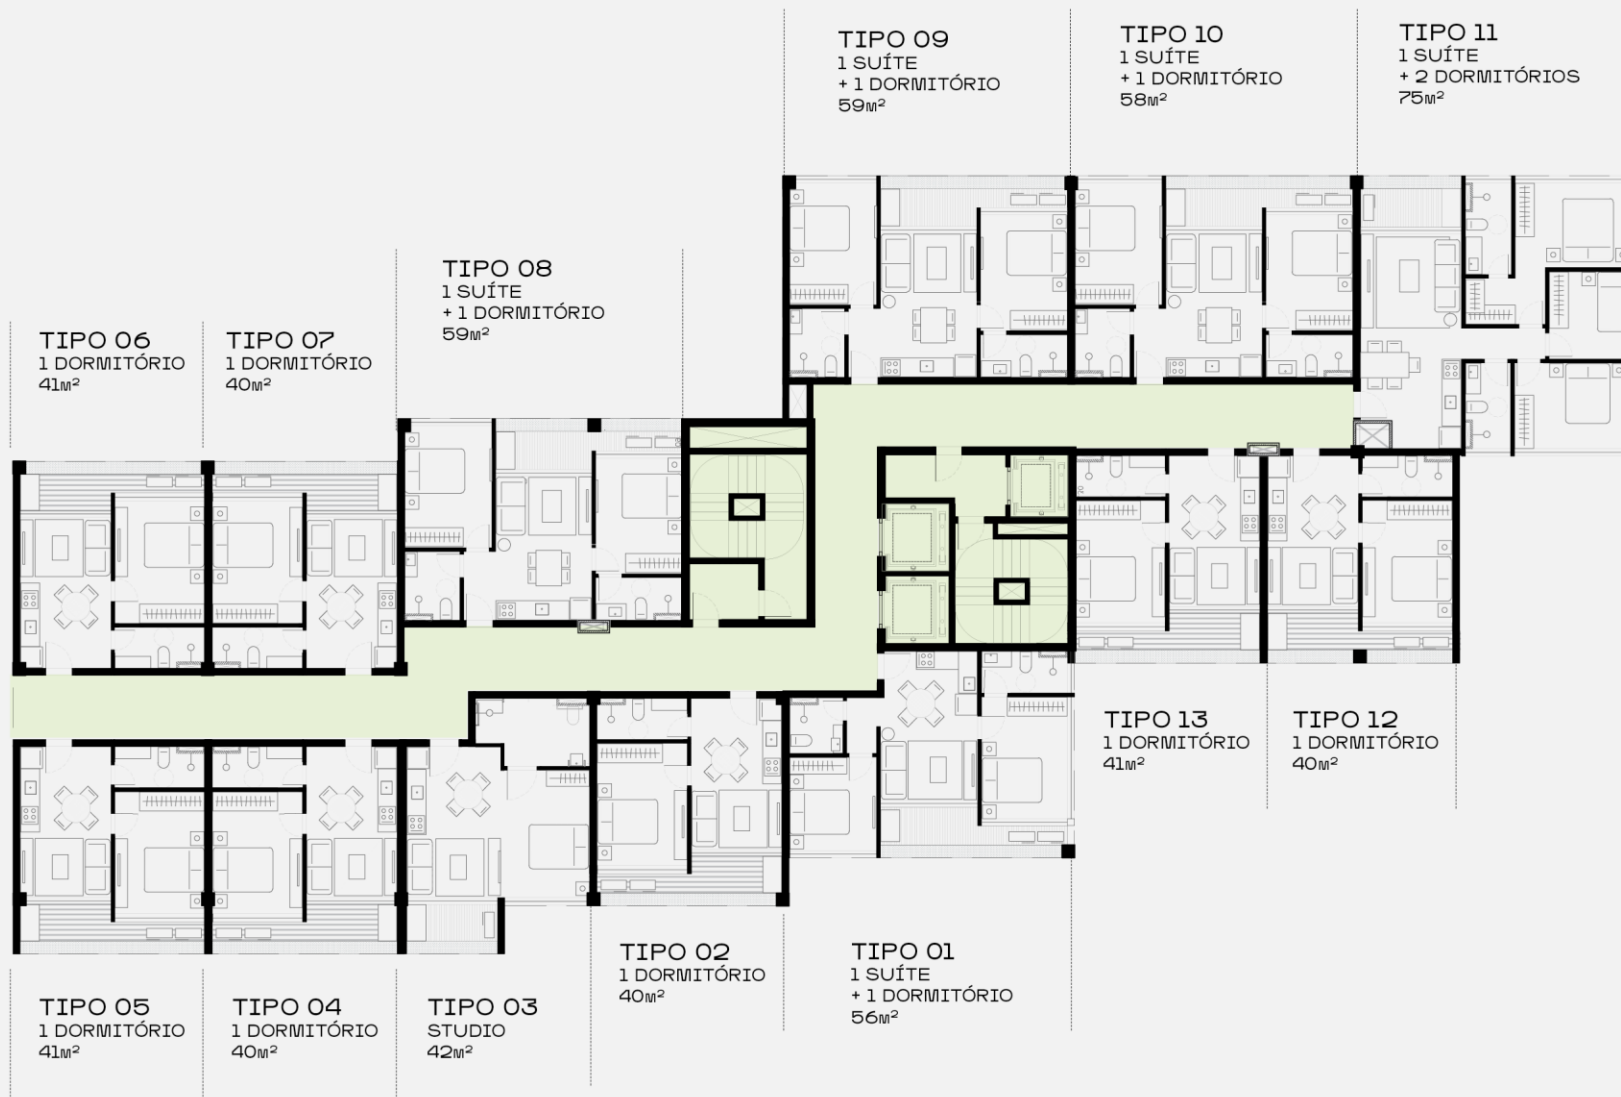 TIPO 09
1 SUÍTE
+ 1 DORMITÓRIO
59m²
TIPO 10
1 SUÍTE
+ 1 DORMITÓRIO
58m²
TIPO 11
1 SUÍTE
+ 2 DORMITÓRIOS
75m²
TIPO 08
1 SUÍTE
+ 1 DORMITÓRIO
59m²
TIPO 06
1 DORMITÓRIO
41m²
TIPO 07
1 DORMITÓRIO
40m²
TIPO 13
1 DORMITÓRIO
41m²
TIPO 12
1 DORMITÓRIO
40m²
TIPO 02
1 DORMITÓRIO
40m²
TIPO 01
1 SUÍTE
+ 1 DORMITÓRIO
56m²
TIPO 05
1 DORMITÓRIO
41m²
TIPO 04
1 DORMITÓRIO
40m²
TIPO 03
STUDIO
42m²